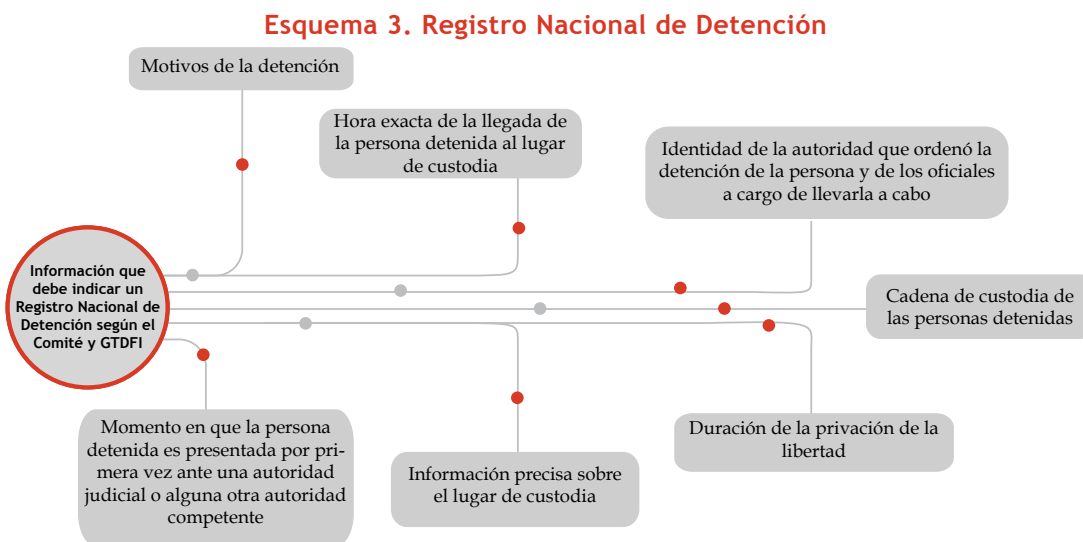 Esquema 3. Registro Nacional de Detención
Motivos de la detención
Hora exacta de la llegada de
la persona detenida al lugar
de custodia
Identidad de la autoridad que ordenó la
detención de la persona y de los oficiales
a cargo de llevarla a cabo
Información que
debe indicar un
Registro Nacional de
Detención según el
Comité y GTDFI
Cadena de custodia de
las personas detenidas
Momento en que la persona
detenida es presentada por pri-
mera vez ante una autoridad
judicial o alguna otra autoridad
competente
Información precisa sobre
el lugar de custodia
Duración de la privación de la
libertad